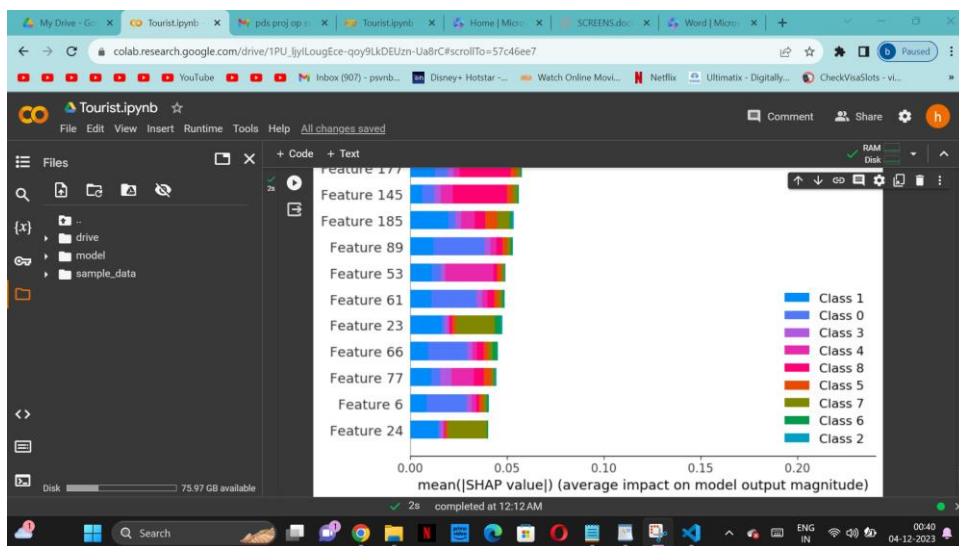 My Drive - Go
Tourist.ipynb -
pds proj op s
Tourist.ipynb
Home | Micro
SCREENS.doc
Word | Micro
colab.research.google.com/drive/1PU_ljylLougEce-qoy9LkDEUzn-Ua8rC#scrollTo=57c46ee7
b Paused
YouTube
Inbox (907) - psvnb...
Disney+ Hotstar -...
Watch Online Movi...
Netflix
Ultimatix - Digitally...
CheckVisaSlots - vi...
»
CO
Tourist.ipynb
Comment
Share
h
File Edit View Insert Runtime Tools Help All changes saved
Files
+ Code + Text
RAM
Disk
..
drive
model
sample_data
{x}
2s
Feature 177
Feature 145
Feature 185
Feature 89
Feature 53
Feature 61
Feature 23
Feature 66
Feature 77
Feature 6
Feature 24
Class 1
Class 0
Class 3
Class 4
Class 8
Class 5
Class 7
Class 6
Class 2
0.00 0.05 0.10 0.15 0.20
mean(|SHAP value|) (average impact on model output magnitude)
Disk 75.97 GB available
2s completed at 12:12 AM
Search
ENG
IN
00:40
04-12-2023